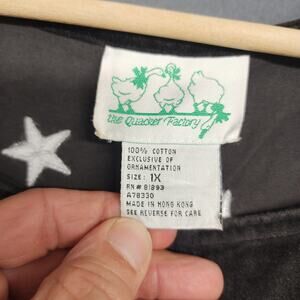 the Quacker Factory
100% COTTON
EXCLUSIVE OF
ORNAMENTATION
SIZE: 1X
RN# 81893
A78330
MADE IN HONG KONG
SEE REVERSE FOR CARE